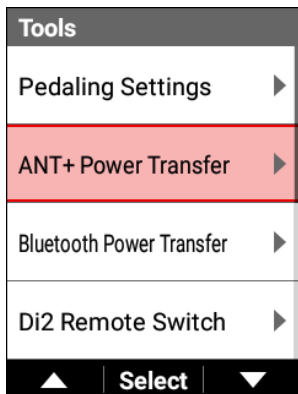 Tools
Pedaling Settings
ANT+ Power Transfer
Bluetooth Power Transfer
Di2 Remote Switch
Select